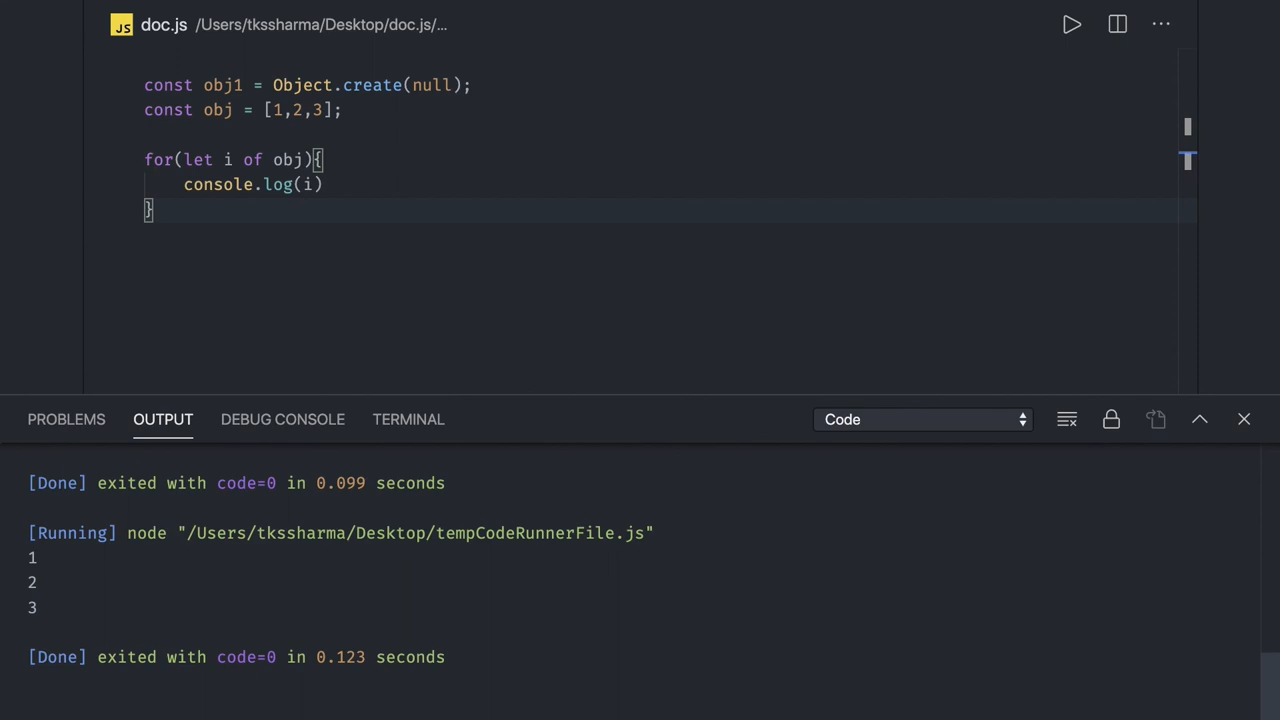 JS doc.js /Users/tkssharma/Desktop/doc.js/...
const obj1 = Object.create(null);
const obj = [1,2,3];
for(let i of obj){
console.log(i)
}
PROBLEMS OUTPUT DEBUG CONSOLE TERMINAL Code
[Done] exited with code=0 in 0.099 seconds
[Running] node "/Users/tkssharma/Desktop/tempCodeRunnerFile.js"
1
2
3
[Done] exited with code=0 in 0.123 seconds